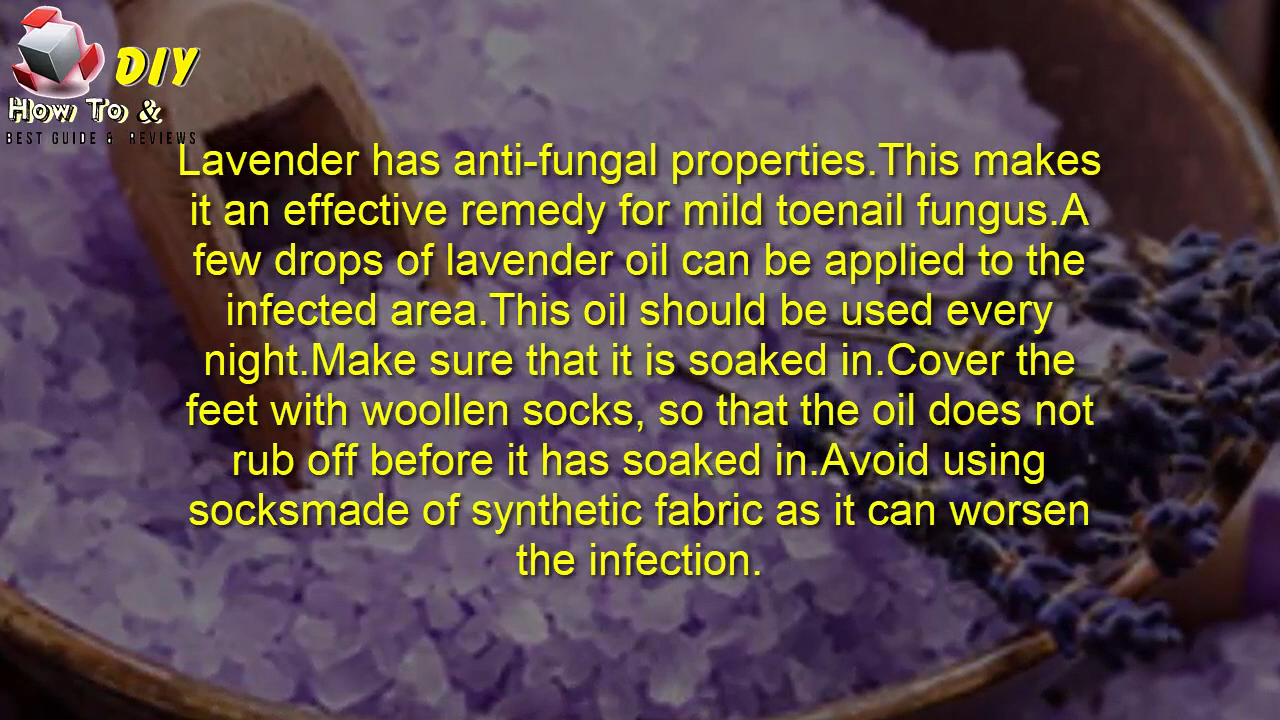 DIY
How To &
BEST GUIDE & REVIEWS
Lavender has anti-fungal properties.This makes
it an effective remedy for mild toenail fungus.A
few drops of lavender oil can be applied to the
infected area.This oil should be used every
night.Make sure that it is soaked in.Cover the
feet with woollen socks, so that the oil does not
rub off before it has soaked in.Avoid using
socksmade of synthetic fabric as it can worsen
the infection.